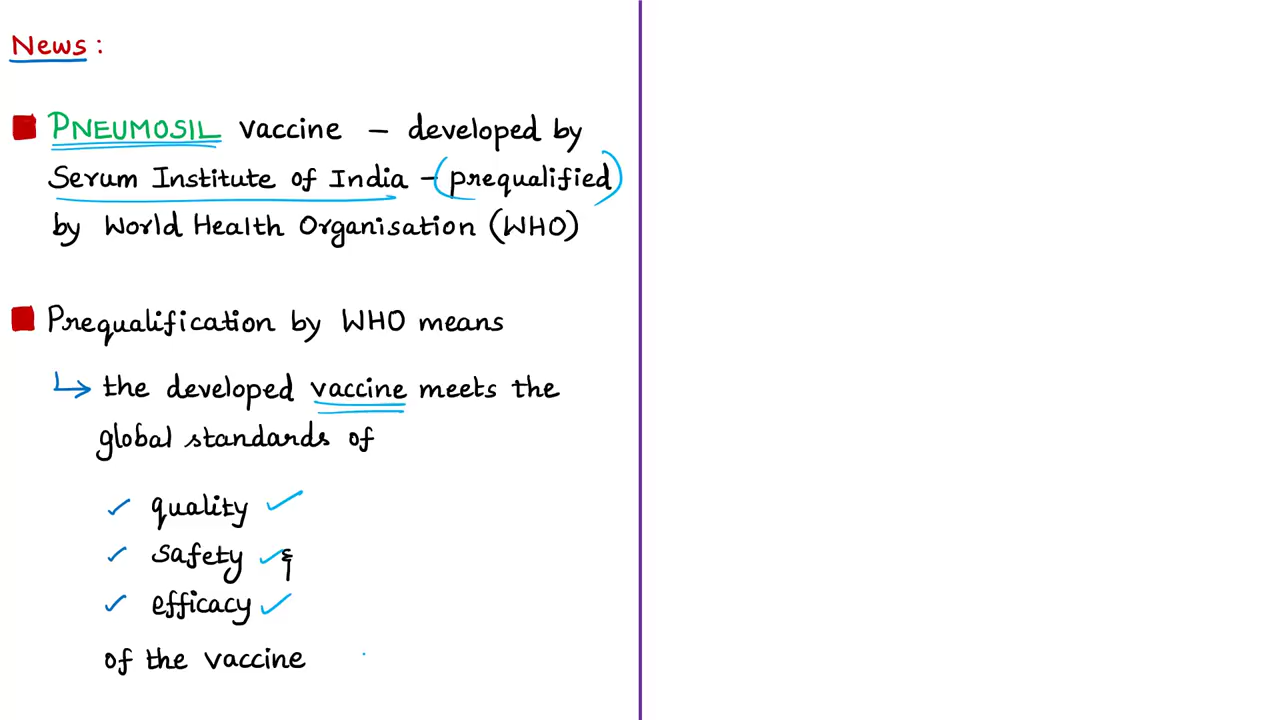 News :
PNEUMOSIL vaccine – developed by
Serum Institute of India – (prequalified)
by World Health Organisation (WHO)
Prequalification by WHO means
↳ the developed vaccine meets the
global standards of
✓ quality ✓
✓ safety ✓ &
✓ efficacy ✓
of the vaccine